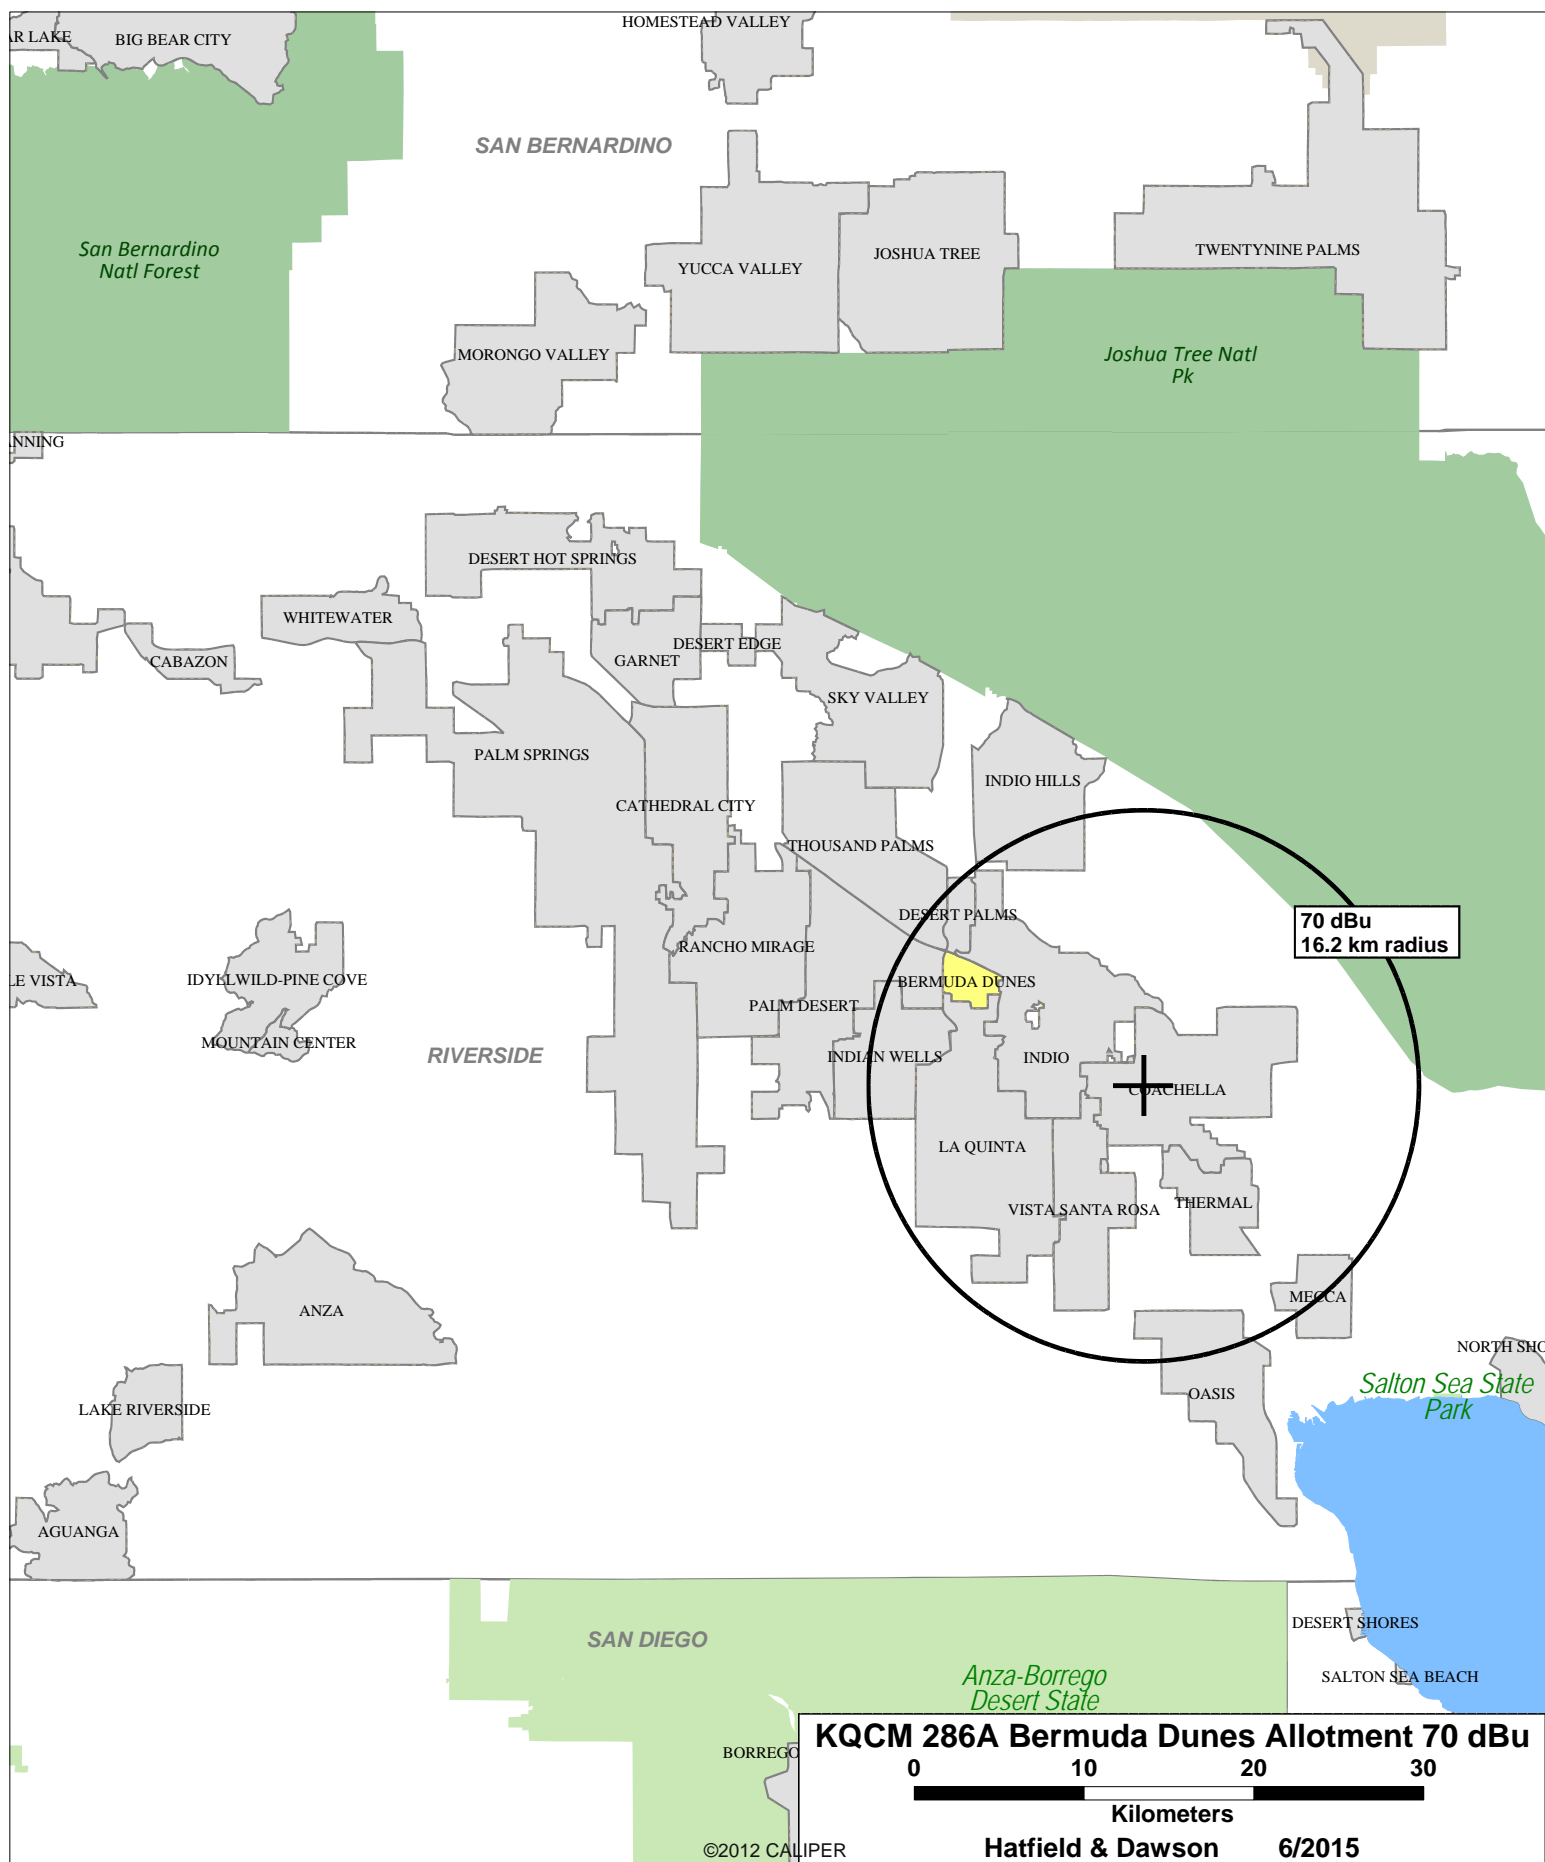 HOMESTEAD VALLEY
AR LAKE
BIG BEAR CITY
SAN BERNARDINO
San Bernardino
Natl Forest
YUCCA VALLEY
JOSHUA TREE
TWENTYNINE PALMS
MORONGO VALLEY
Joshua Tree Natl
Pk
ANNING
DESERT HOT SPRINGS
WHITEWATER
CABAZON
GARNET
DESERT EDGE
SKY VALLEY
PALM SPRINGS
INDIO HILLS
CATHEDRAL CITY
THOUSAND PALMS
DESERT PALMS
70 dBu
16.2 km radius
RANCHO MIRAGE
LE VISTA
IDYLLWILD-PINE COVE
BERMUDA DUNES
PALM DESERT
MOUNTAIN CENTER
RIVERSIDE
INDIAN WELLS
INDIO
COACHELLA
LA QUINTA
VISTA SANTA ROSA
THERMAL
MECCA
ANZA
NORTH SHO
Salton Sea State
Park
OASIS
LAKE RIVERSIDE
AGUANGA
DESERT SHORES
SAN DIEGO
SALTON SEA BEACH
Anza-Borrego
Desert State
BORREGO
KQCM 286A Bermuda Dunes Allotment 70 dBu
0 10 20 30
Kilometers
©2012 CALIPER
Hatfield & Dawson 6/2015